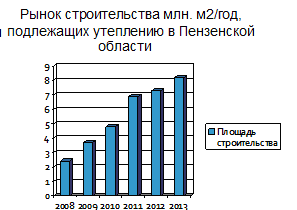 Рынок строительства млн. м2/год,
подлежащих утеплению в Пензенской
области
9
8
7
6
5
4
3
2
1
0
2008 2009 2010 2011 2012 2013
Площадь
строительства